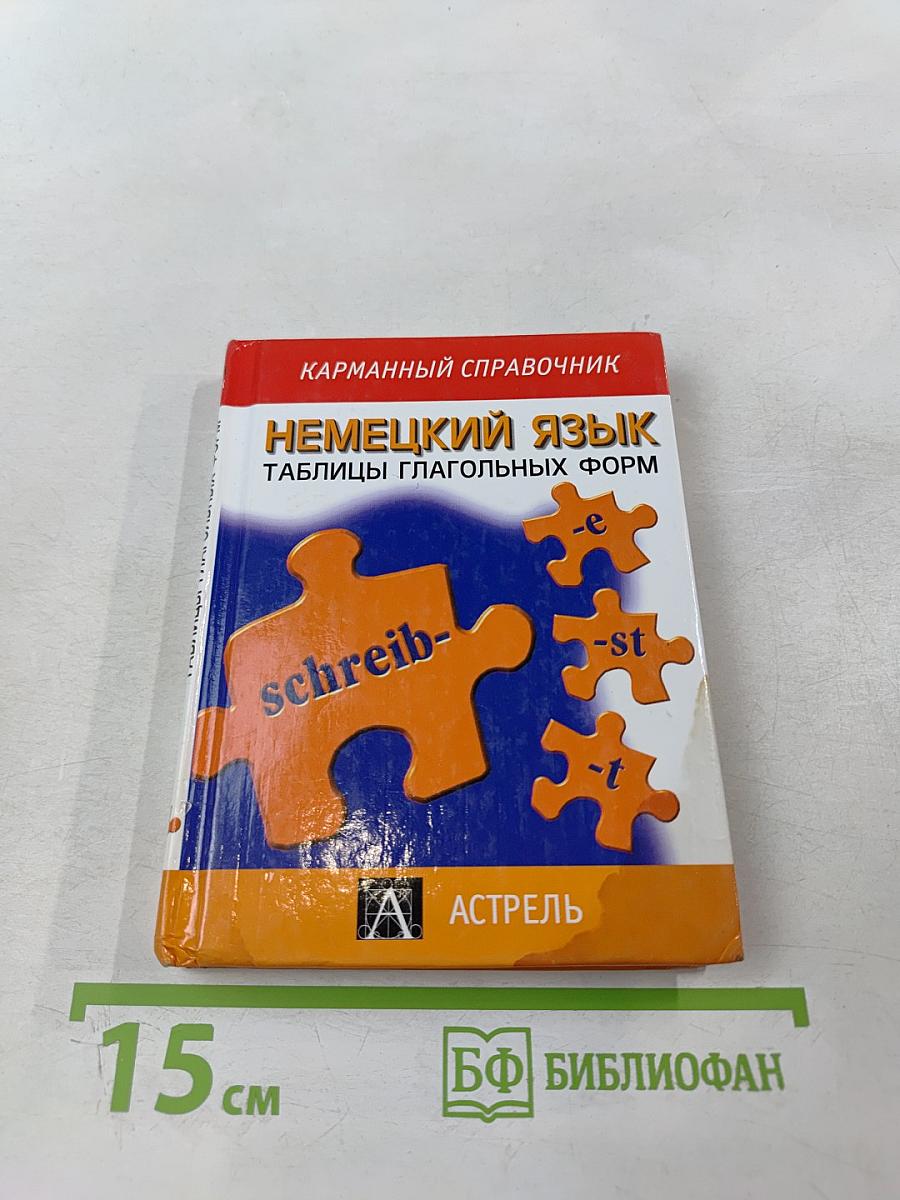 КАРМАННЫЙ СПРАВОЧНИК
НЕМЕЦКИЙ ЯЗЫК
ТАБЛИЦЫ ГЛАГОЛЬНЫХ ФОРМ
-e
schreib-
-st
-t
А АСТРЕЛЬ
15 см
БФ БИБЛИОФАН